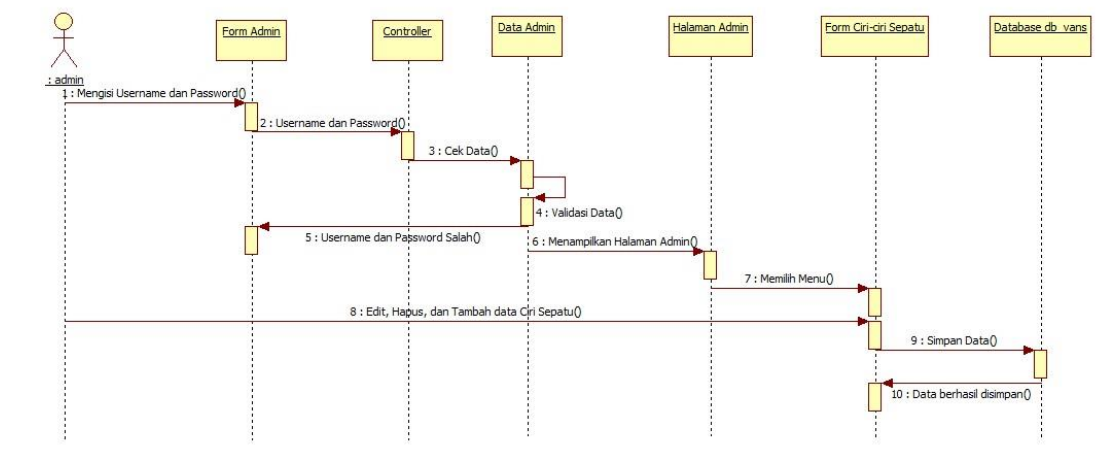 Form Admin
Controller
Data Admin
Halaman Admin
Form Ciri-ciri Sepatu
Database db_vans
: admin
1 : Mengisi Username dan Password()
2 : Username dan Password()
3 : Cek Data()
4 : Validasi Data()
5 : Username dan Password Salah()
6 : Menampilkan Halaman Admin()
7 : Memilih Menu()
8 : Edit, Hapus, dan Tambah data Ciri Sepatu()
9 : Simpan Data()
10 : Data berhasil disimpan()